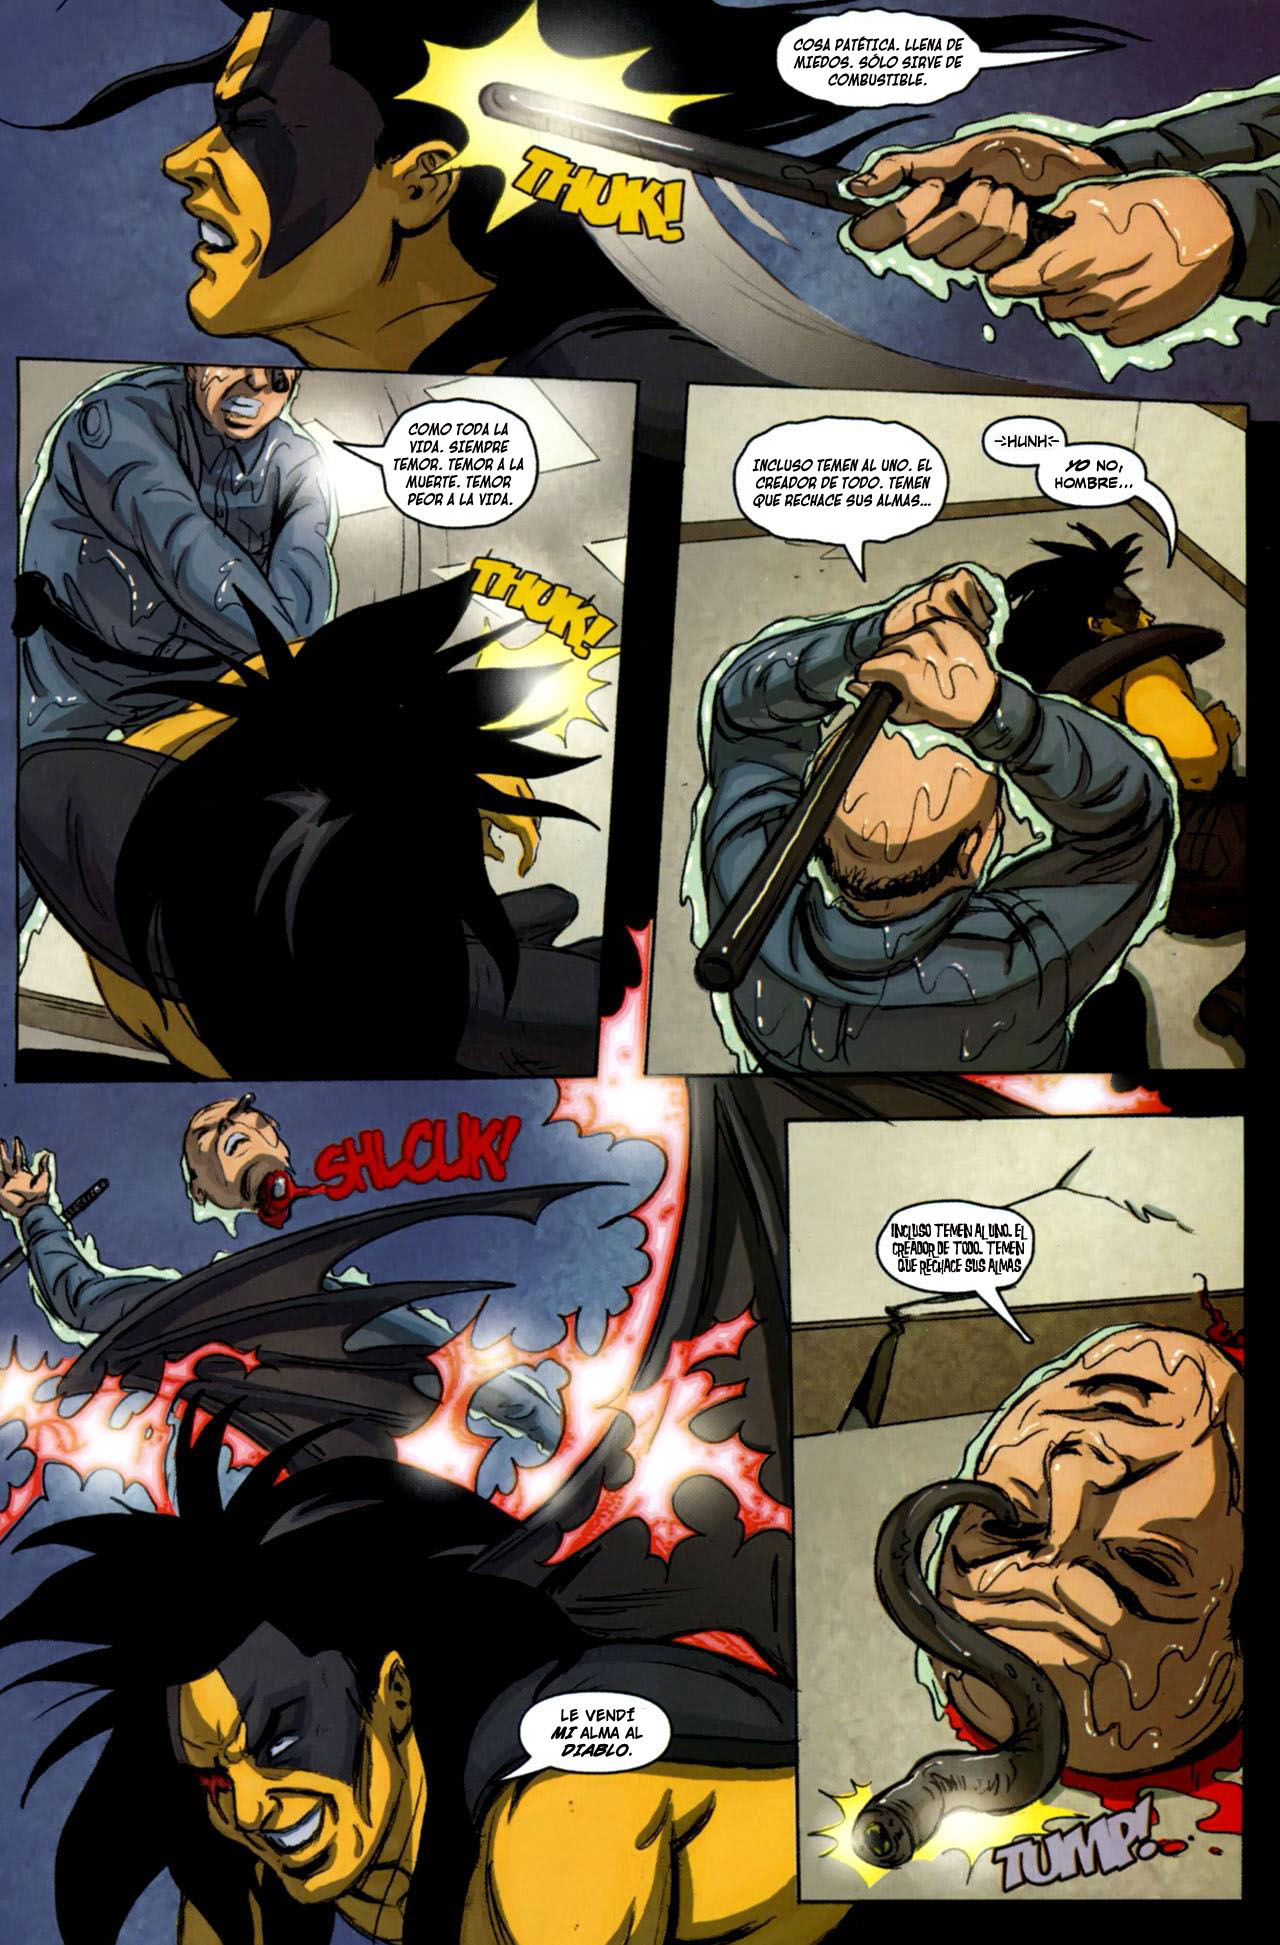 COSA PATÉTICA. LLENA DE
MIEDOS. SÓLO SIRVE DE
COMBUSTIBLE.
THUK!
COMO TODA LA
VIDA. SIEMPRE
TEMOR. TEMOR A LA
MUERTE. TEMOR
PEOR A LA VIDA.
THUK!
INCLUSO TEMEN AL UNO. EL
CREADOR DE TODO. TEMEN
QUE RECHACE SUS ALMAS...
-HUNH-
YO NO,
HOMBRE...
SHLCUK!
LE VENDÍ
MI ALMA AL
DIABLO.
INCLUSO TEMEN AL UNO. EL
CREADOR DE TODO. TEMEN
QUE RECHACE SUS ALMAS
TUMP!